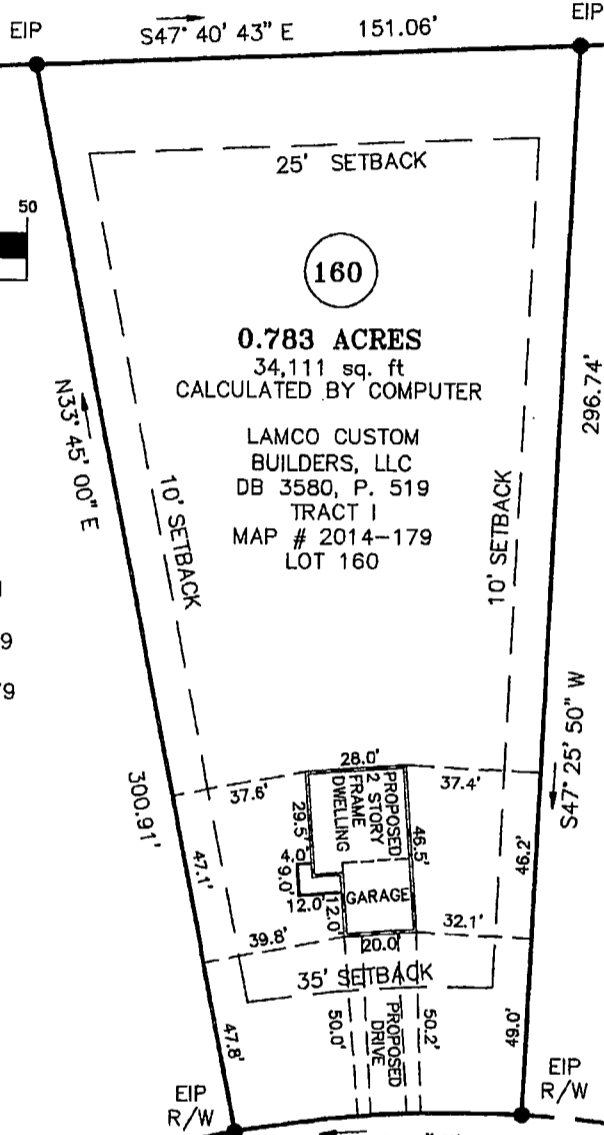 EIP
S47° 40' 43" E
151.06'
EIP
25' SETBACK
50
160
0.783 ACRES
34,111 sq. ft
CALCULATED BY COMPUTER
LAMCO CUSTOM
BUILDERS, LLC
DB 3580, P. 519
TRACT I
MAP # 2014-179
LOT 160
N33° 45' 00" E
10' SETBACK
10' SETBACK
296.74'
S47° 25' 50" W
9
79
300.91'
28.0'
37.6'
37.4'
PROPOSED
2 STORY
FRAME
DWELLING
29.5'
46.5'
4.0'
9.0'
12.0'
12.0'
GARAGE
47.1'
46.2'
39.8'
20.0'
32.1'
35' SETBACK
47.8'
50.0'
PROPOSED
DRIVE
50.2'
49.0'
EIP
R/W
EIP
R/W